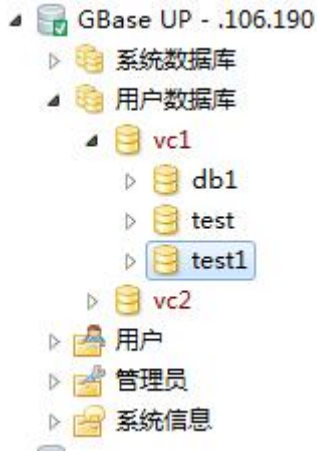 GBase UP - .106.190
系统数据库
用户数据库
vc1
db1
test
test1
vc2
用户
管理员
系统信息